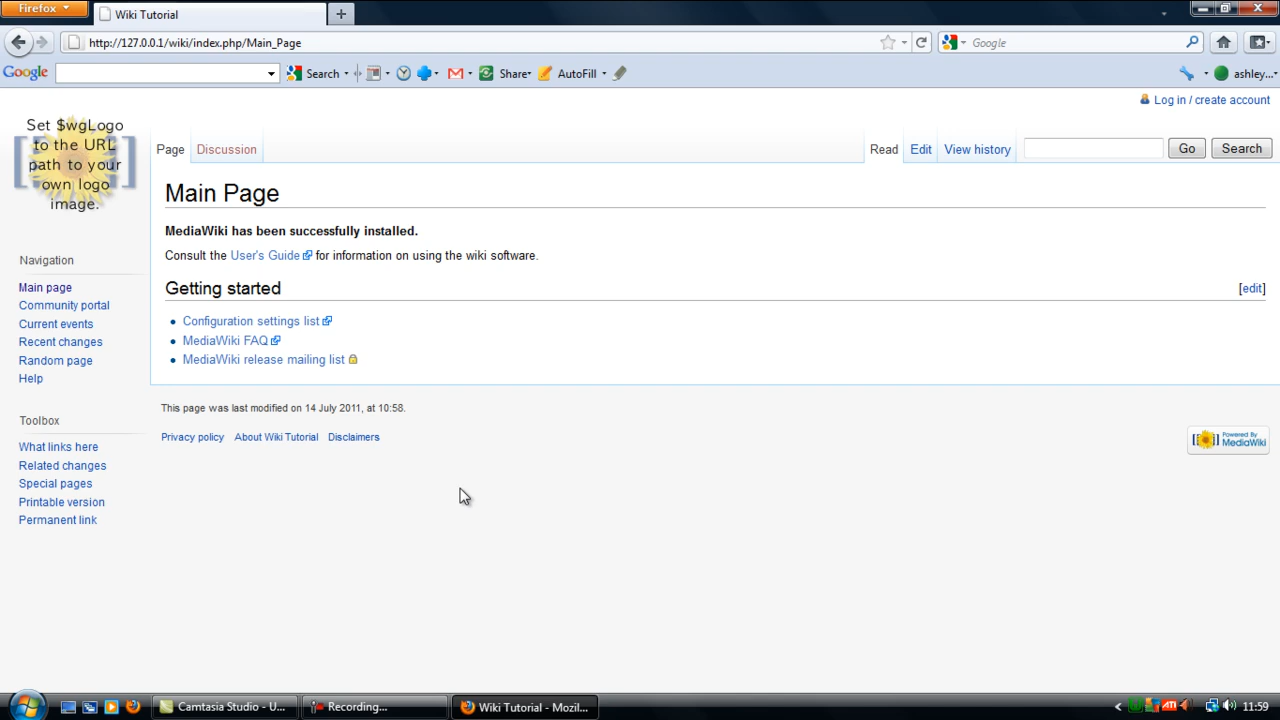 Firefox
Wiki Tutorial
http://127.0.0.1/wiki/index.php/Main_Page
Google
Google
Search
Share
AutoFill
ashley...
Log in / create account
Set $wgLogo
to the URL
path to your
own logo
image.
Page
Discussion
Read
Edit
View history
Go
Search
Main Page
MediaWiki has been successfully installed.
Consult the User's Guide for information on using the wiki software.
Getting started
[edit]
Configuration settings list
MediaWiki FAQ
MediaWiki release mailing list
This page was last modified on 14 July 2011, at 10:58.
Privacy policy About Wiki Tutorial Disclaimers
Powered By
MediaWiki
Navigation
Main page
Community portal
Current events
Recent changes
Random page
Help
Toolbox
What links here
Related changes
Special pages
Printable version
Permanent link
Camtasia Studio - U...
Recording...
Wiki Tutorial - Mozil...
ATI
11:59